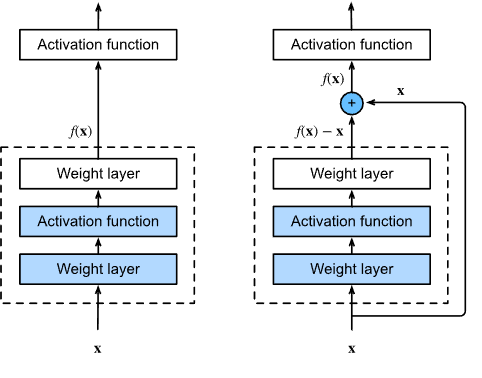 Activation function
f(x)
Weight layer
Activation function
Weight layer
x
Activation function
f(x)
+
x
f(x) − x
Weight layer
Activation function
Weight layer
x